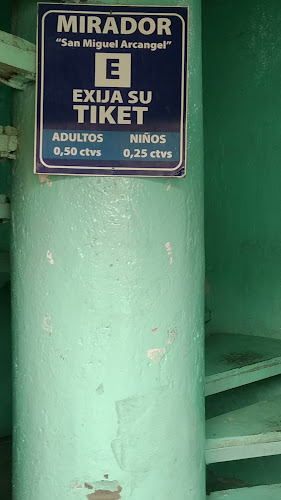 MIRADOR
"San Miguel Arcangel"
E
EXIJA SU
TIKET
ADULTOS NIÑOS
0,50 ctvs 0,25 ctvs